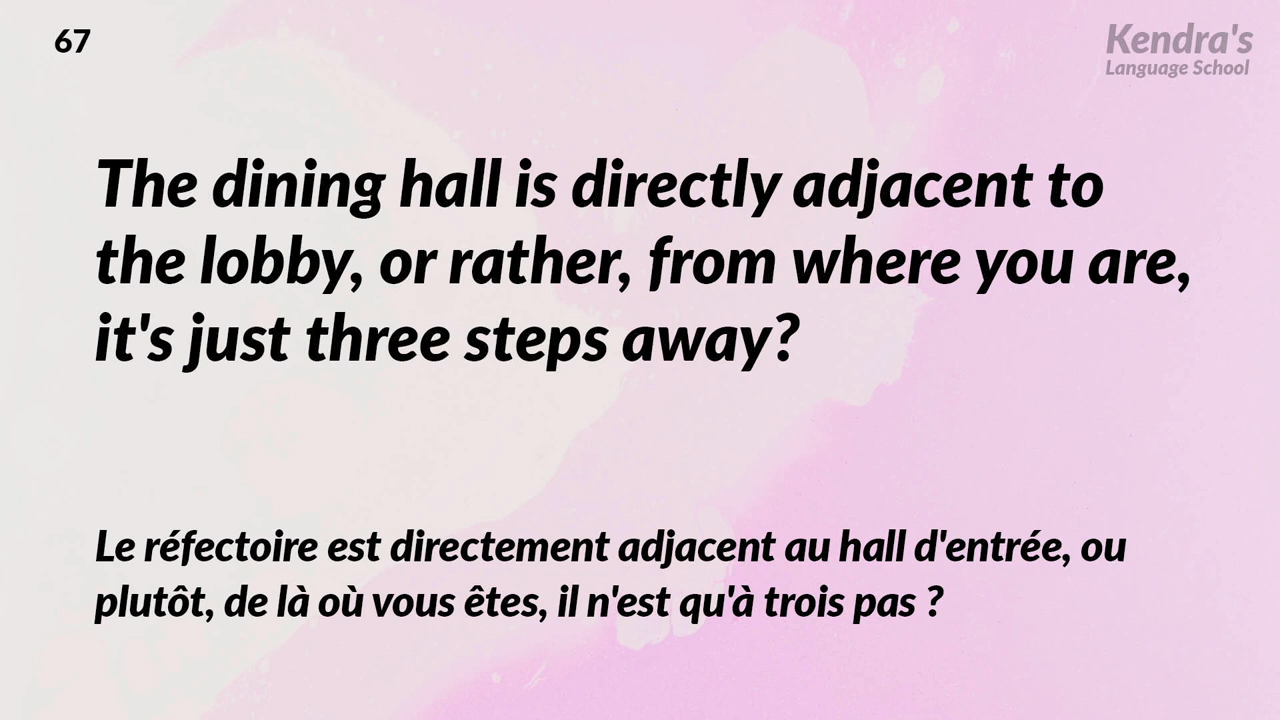 67
Kendra's
Language School
The dining hall is directly adjacent to
the lobby, or rather, from where you are,
it's just three steps away?
Le réfectoire est directement adjacent au hall d'entrée, ou
plutôt, de là où vous êtes, il n'est qu'à trois pas ?